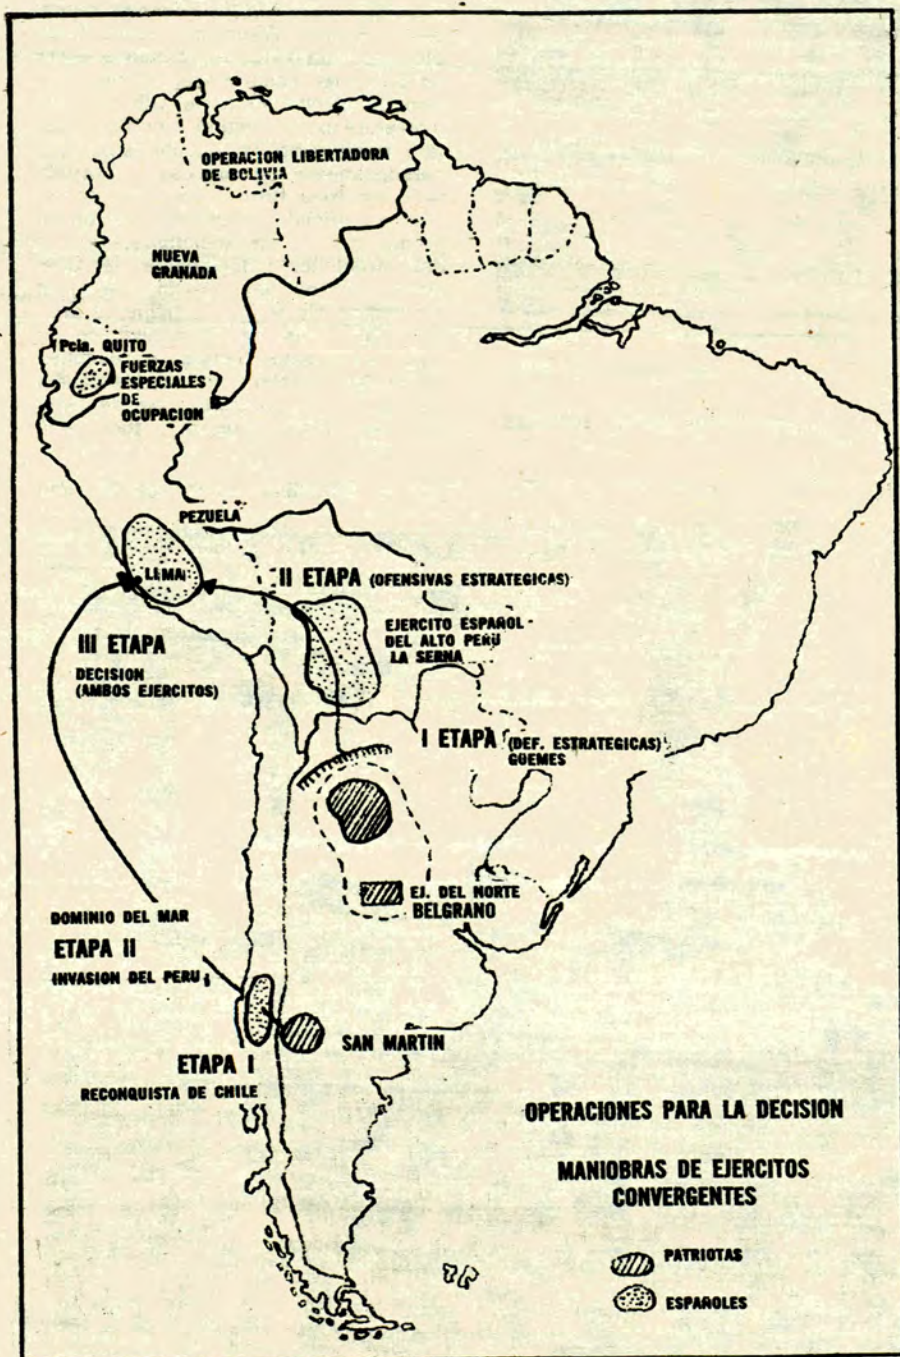 OPERACION LIBERTADORA
DE BOLIVIA
NUEVA
GRANADA
Pcia. QUITO
FUERZAS
ESPECIALES
DE
OCUPACION
PEZUELA
LIMA
II ETAPA (OFENSIVAS ESTRATEGICAS)
EJERCITO ESPAÑOL
DEL ALTO PERU
LA SERNA
III ETAPA
DECISION
(AMBOS EJERCITOS)
I ETAPA (DEF. ESTRATEGICAS)
GUEMES
EJ. DEL NORTE
BELGRANO
DOMINIO DEL MAR
ETAPA II
INVASION DEL PERU
SAN MARTIN
ETAPA I
RECONQUISTA DE CHILE
OPERACIONES PARA LA DECISION
MANIOBRAS DE EJERCITOS
CONVERGENTES
PATRIOTAS
ESPAÑOLES